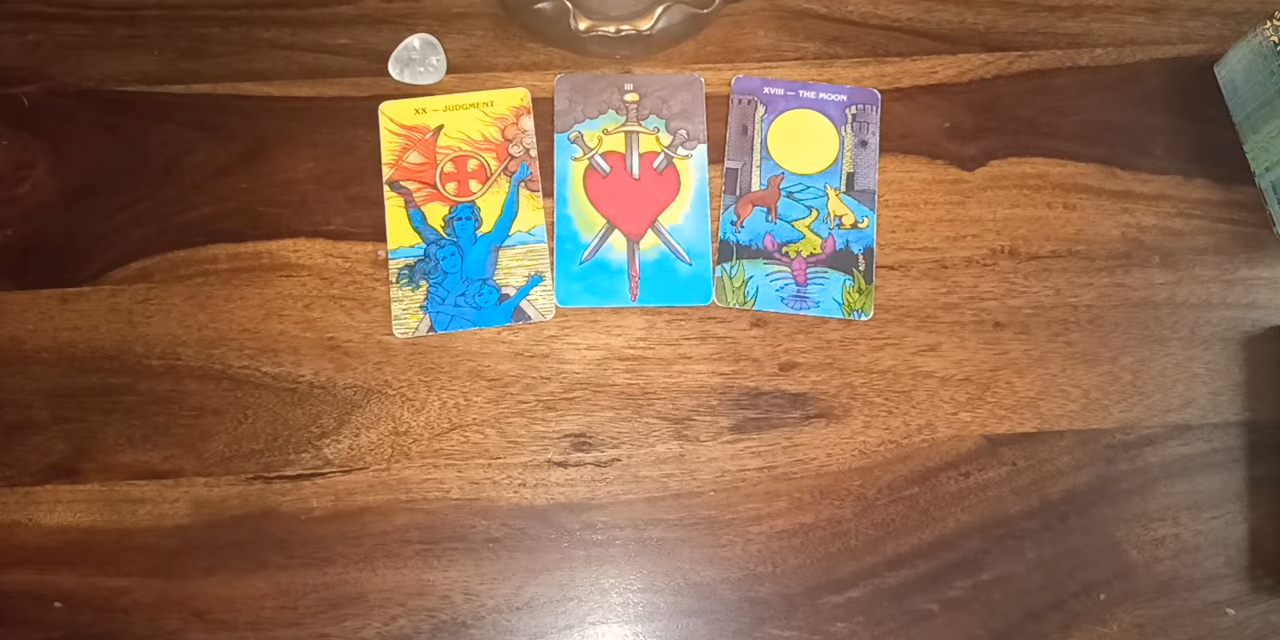 XX — JUDGMENT
III
XVIII — THE MOON